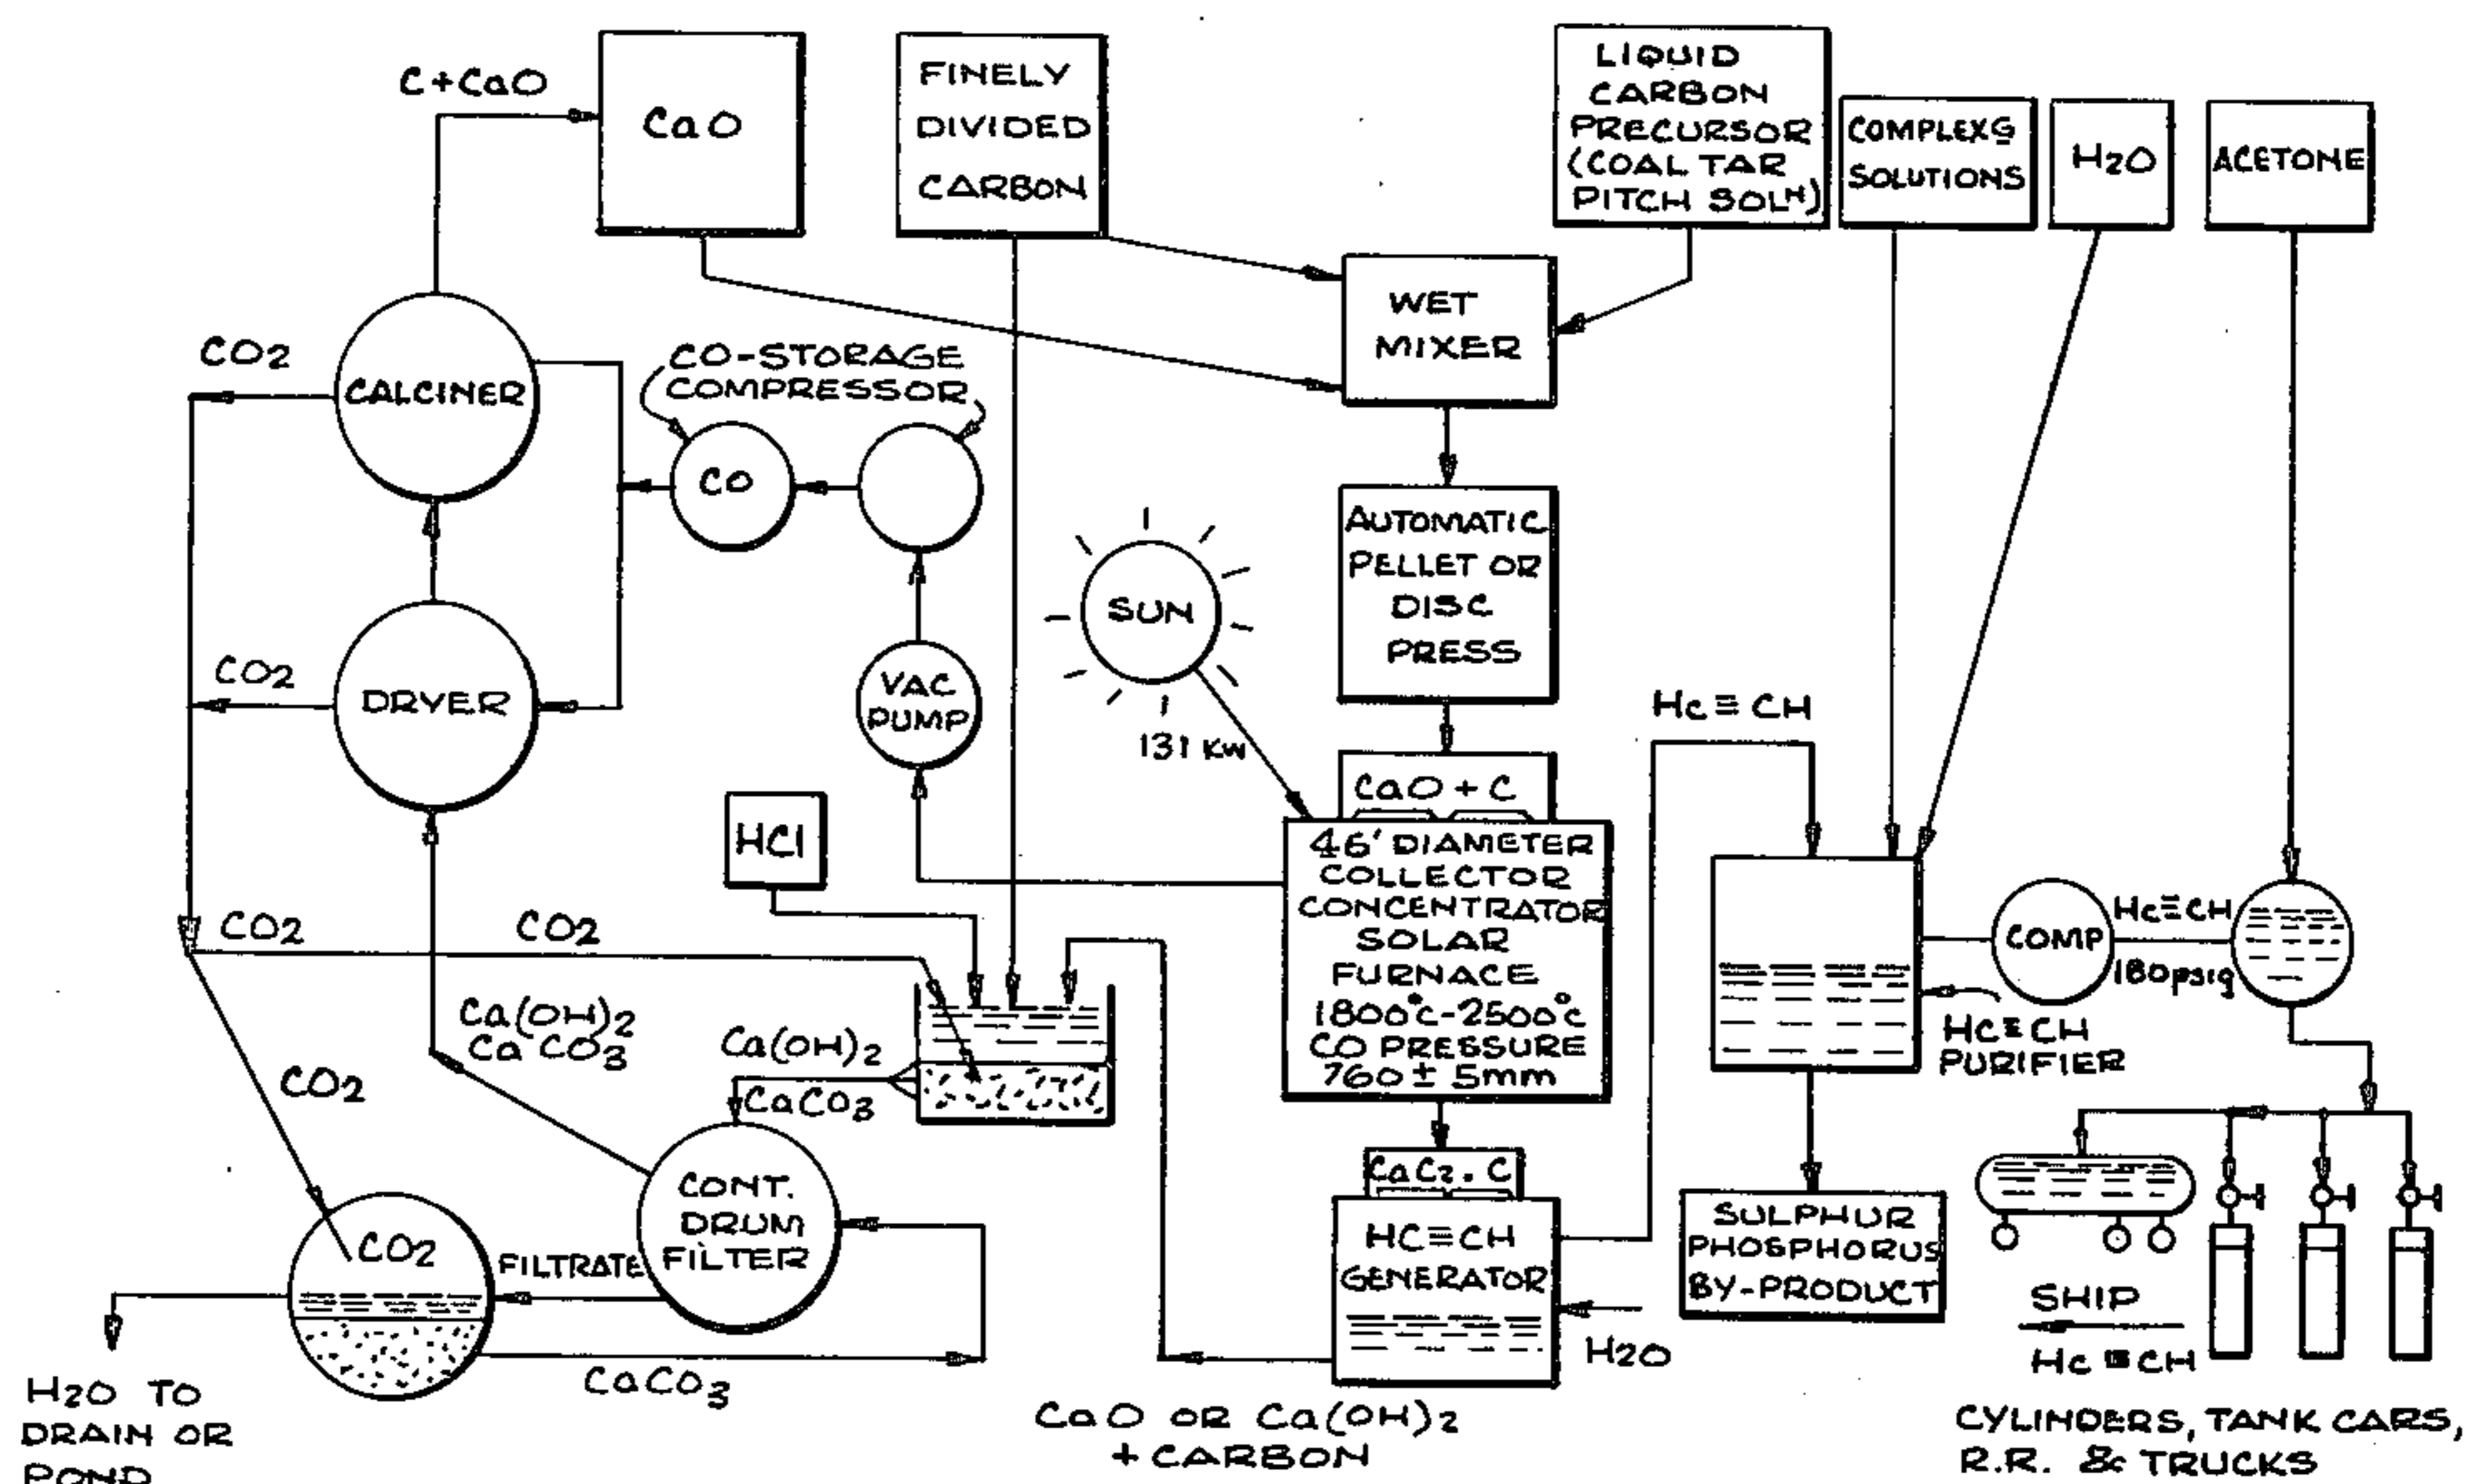 C+CaO
CaO
FINELY
DIVIDED
CARBON
LIQUID
CARBON
PRECURSOR
(COAL TAR
PITCH SOLN)
COMPLEXG
SOLUTIONS
H2O
ACETONE
WET
MIXER
CO2
CALCINER
CO-STORAGE
COMPRESSOR
CO
AUTOMATIC
PELLET OR
DISC
PRESS
SUN
131 KW
CO2
DRYER
VAC
PUMP
HC≡CH
CaO + C
HCl
46' DIAMETER
COLLECTOR
CONCENTRATOR
SOLAR
FURNACE
1800°C-2500°C
CO PRESSURE
760 ± 5mm
COMP
HC≡CH
180psig
HC≡CH
PURIFIER
CO2
CO2
Ca(OH)2
CaCO3
Ca(OH)2
CaCO3
CO2
CONT.
DRUM
FILTER
CO2
FILTRATE
CaC2. C
HC≡CH
GENERATOR
H2O
SULPHUR
PHOSPHORUS
BY-PRODUCT
SHIP
HC≡CH
CaCO3
H2O TO
DRAIN OR
POND
CaO OR Ca(OH)2
+ CARBON
CYLINDERS, TANK CARS,
R.R. & TRUCKS